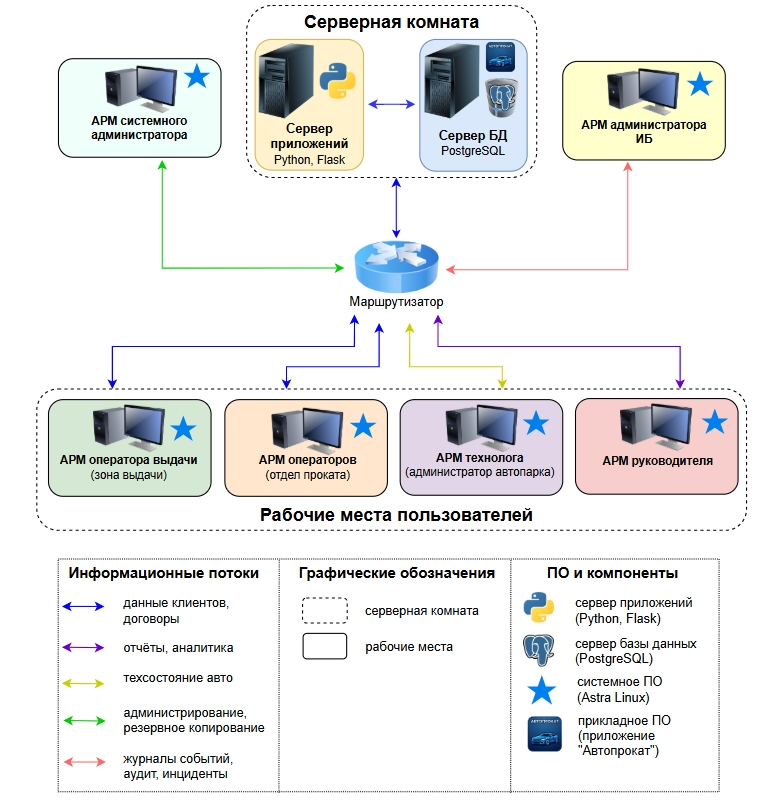 Серверная комната
АРМ системного
администратора
Сервер
приложений
Python, Flask
АВТОПРОКАТ
Сервер БД
PostgreSQL
АРМ администратора
ИБ
Маршрутизатор
АРМ оператора выдачи
(зона выдачи)
АРМ операторов
(отдел проката)
АРМ технолога
(администратор автопарка)
АРМ руководителя
Рабочие места пользователей
Информационные потоки
данные клиентов,
договоры
отчёты, аналитика
техсостояние авто
администрирование,
резервное копирование
журналы событий,
аудит, инциденты
Графические обозначения
серверная комната
рабочие места
ПО и компоненты
сервер приложений
(Python, Flask)
сервер базы данных
(PostgreSQL)
системное ПО
(Astra Linux)
АВТОПРОКАТ
прикладное ПО
(приложение
"Автопрокат")